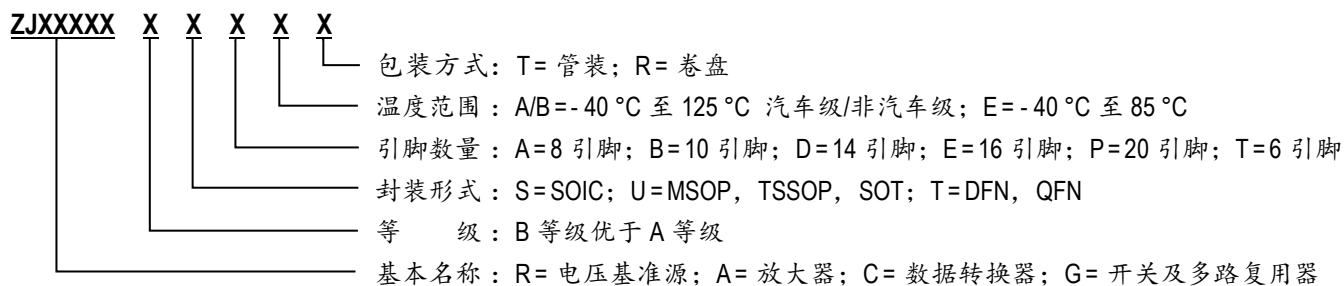 ZJXXXXX X X X X X
包装方式：T= 管装；R= 卷盘
温度范围：A/B=- 40 °C 至 125 °C 汽车级/非汽车级；E=- 40 °C 至 85 °C
引脚数量：A=8 引脚；B=10 引脚；D=14 引脚；E=16 引脚；P=20 引脚；T=6 引脚
封装形式：S=SOIC；U=MSOP，TSSOP，SOT；T=DFN，QFN
等 级：B 等级优于 A 等级
基本名称：R= 电压基准源；A= 放大器；C= 数据转换器；G= 开关及多路复用器